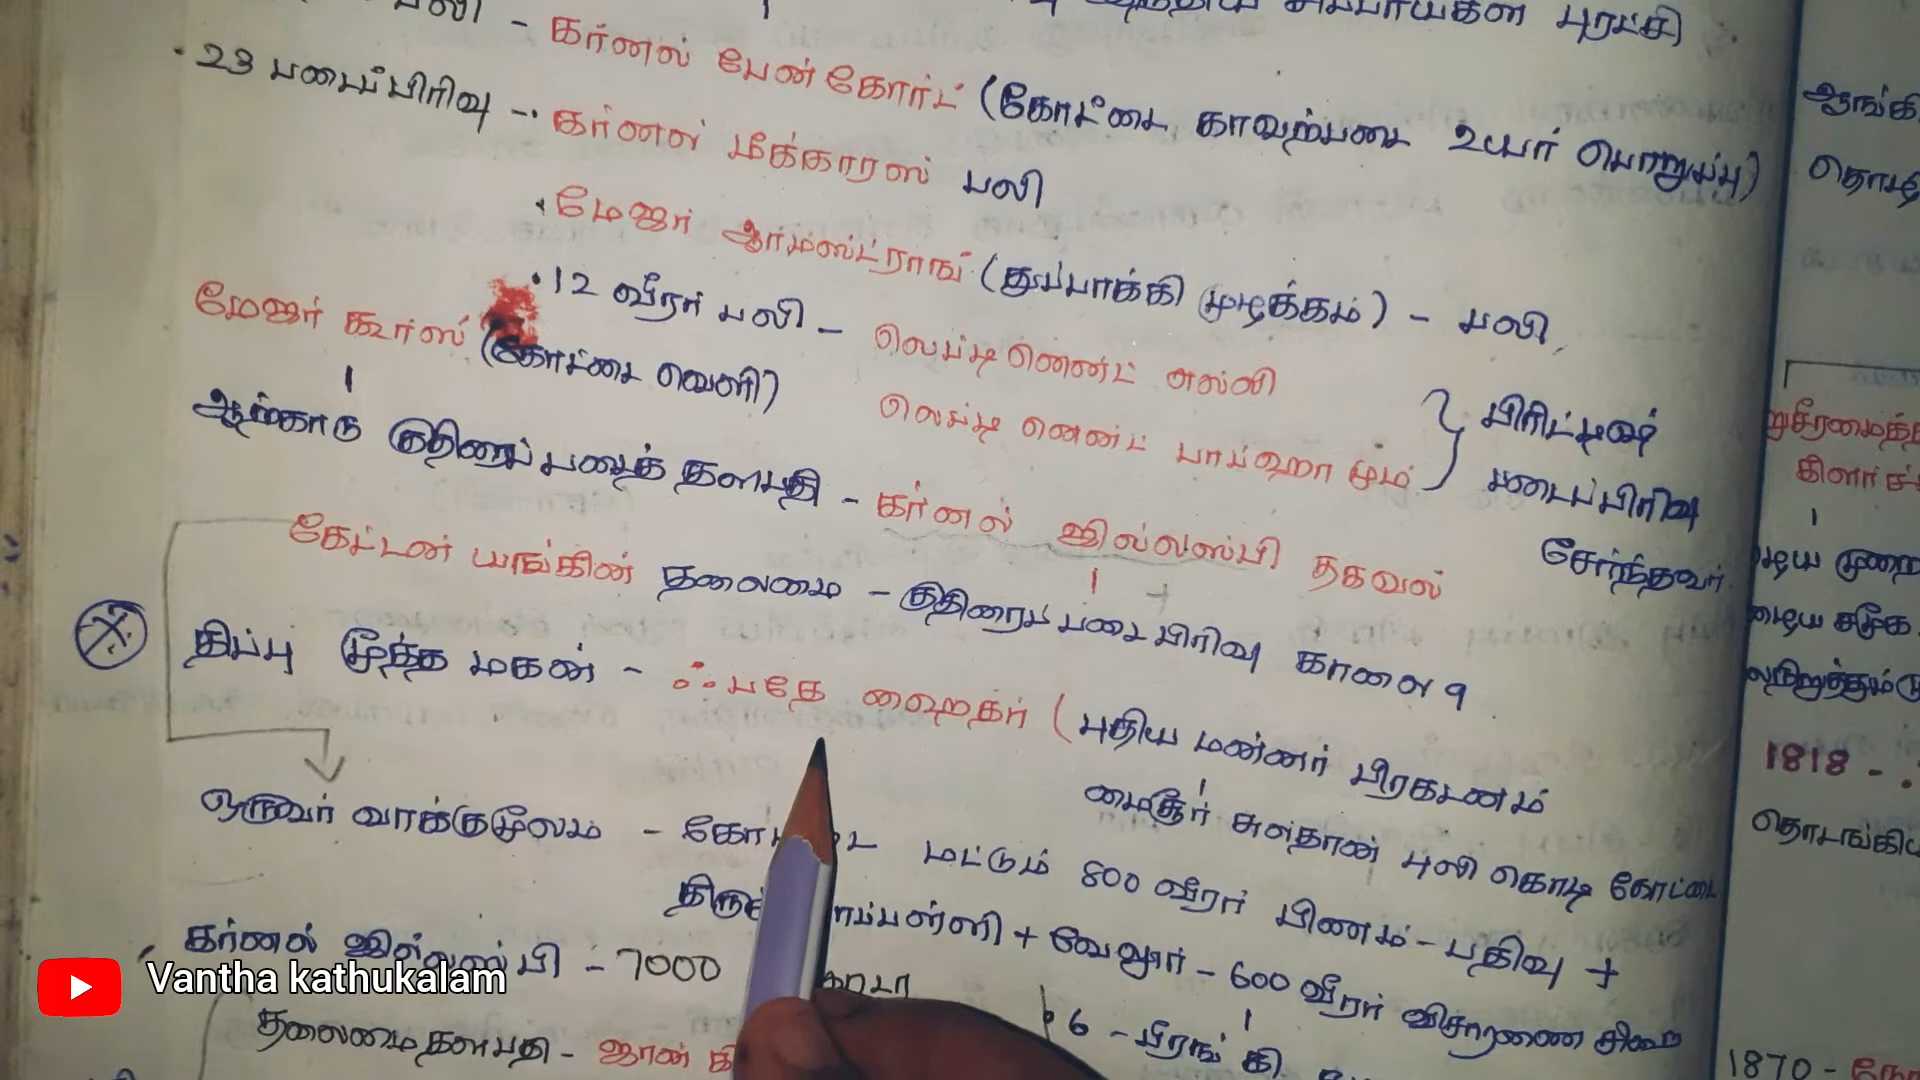 பலி - கர்னல் பேன்கோர்ட் (கோட்டை காவற்படை உயர் பொறுப்பு)
புரட்சி)
• 23 படைப்பிரிவு - • கர்னல் மீக்காரஸ் பலி
• மேஜர் ஆர்ம்ஸ்ட்ராங் (துப்பாக்கி முழக்கம்) - பலி
• 12 வீரர் பலி - லெப்டினென்ட் எல்லி
லெப்டினென்ட் பாப்ஹாமும்
} பிரிட்டிஷ்
படைப்பிரிவு
சேர்ந்தவர்
மேஜர் கூர்ஸ் (கோட்டை வெளி)
ஆற்காடு குதிரைப்படைத் தளபதி - கர்னல் ஜில்லஸ்பி தகவல்
கேப்டன் யங்கின் தலைமை - குதிரைப் படைபிரிவு காலை 9
திப்பு மூத்த மகன் - ஃபதே ஹைதர் (புதிய மன்னர் பிரகடனம்
மைசூர் சுல்தான் புலி கொடி கோட்டை
ஒருவர் வாக்குமூலம் - மட்டும் 800 வீரர் பிணம் - பதிவு +
+ வேலூர் - 600 வீரர் விசாரணை சிறை
கர்னல் ஜில்லஸ்பி - 7000
6 - பீரங்கி
தலைமை தளபதி - ஜான்
1818 -
தொடங்கிய
1870 -
Vantha kathukalam